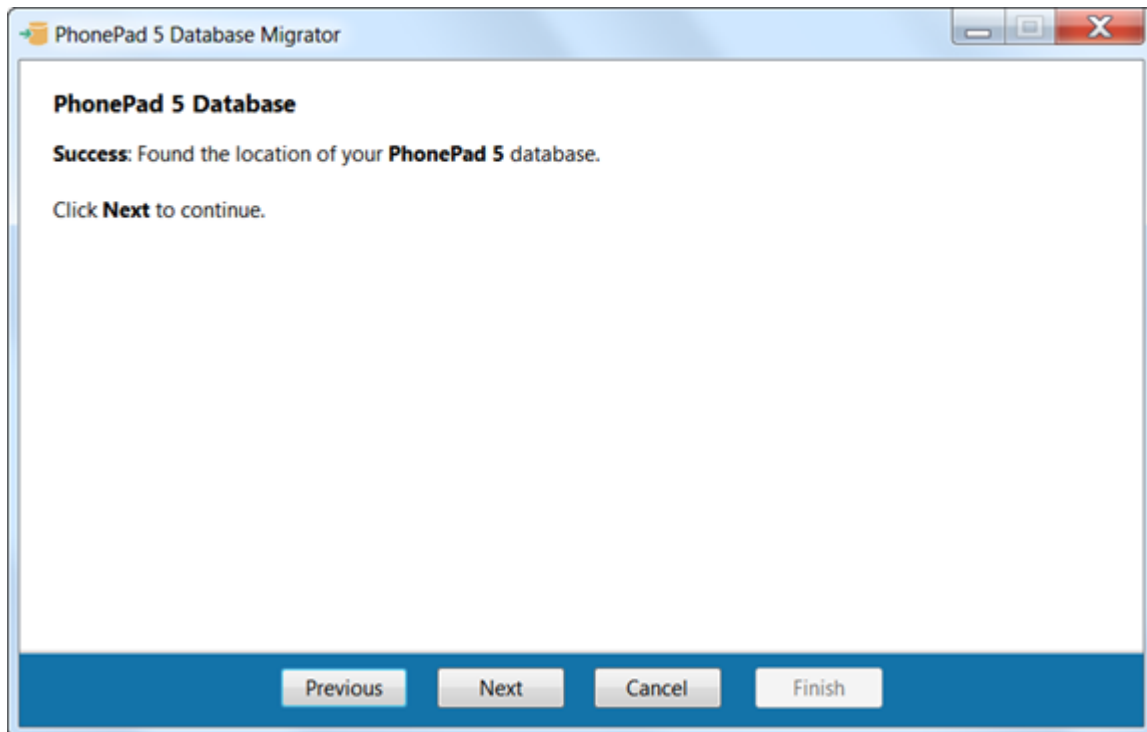 PhonePad 5 Database Migrator
PhonePad 5 Database
Success: Found the location of your PhonePad 5 database.
Click Next to continue.
Previous Next Cancel Finish